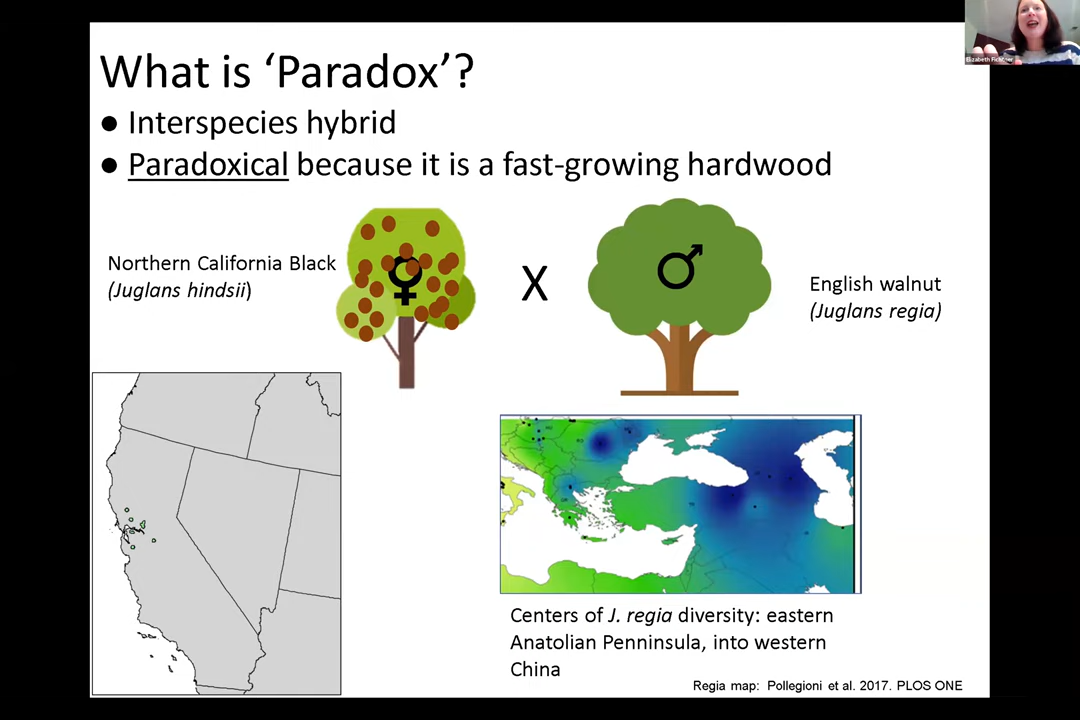 What is ‘Paradox’?
● Interspecies hybrid
● Paradoxical because it is a fast-growing hardwood
Northern California Black
(Juglans hindsii)
X
English walnut
(Juglans regia)
Centers of J. regia diversity: eastern
Anatolian Penninsula, into western
China
Regia map: Pollegioni et al. 2017. PLOS ONE